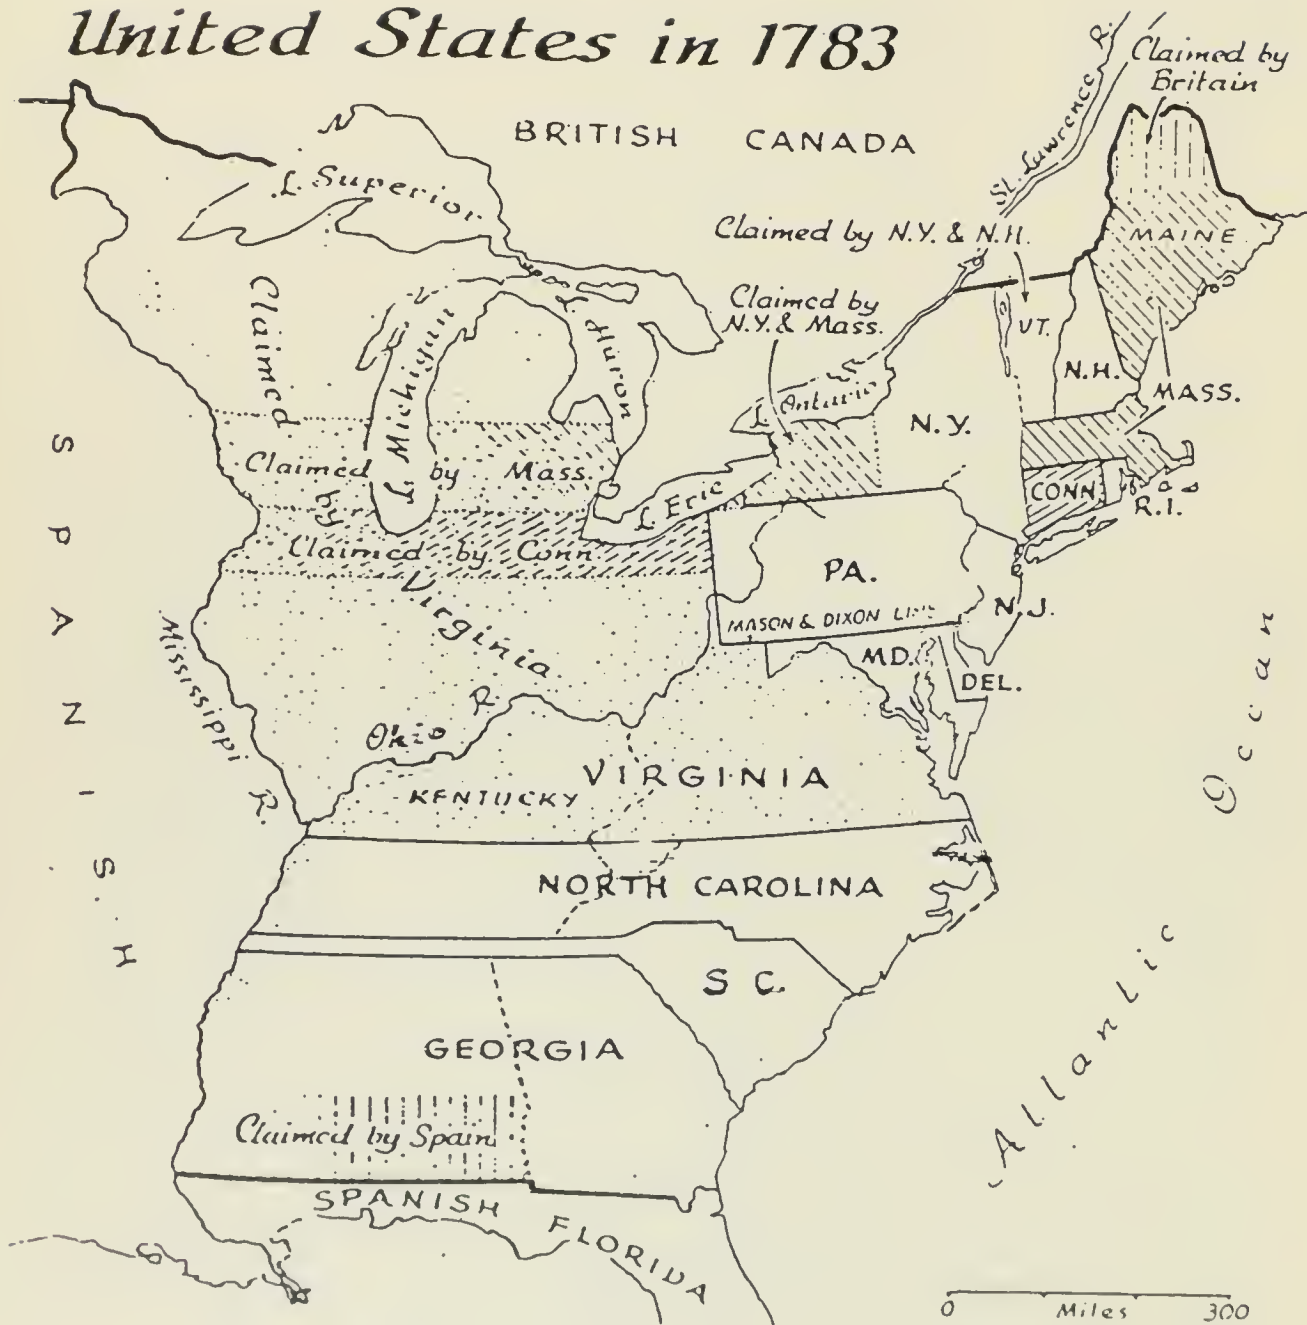 United States in 1783
Claimed by
Britain
BRITISH CANADA
St. Lawrence R.
L. Superior
Claimed by N.Y. & N.H.
MAINE
Claimed by
N.Y. & Mass.
VT.
N.H.
MASS.
L. Michigan
L. Huron
L. Ontario
N.Y.
Claimed by Virginia
Claimed by Mass.
L. Erie
CONN.
R.I.
Claimed by Conn.
PA.
MASON & DIXON LINE
N.J.
MD.
DEL.
SPANISH
Mississippi R.
Ohio R.
VIRGINIA
KENTUCKY
NORTH CAROLINA
S C.
GEORGIA
Claimed by Spain
SPANISH FLORIDA
Atlantic Ocean
0 Miles 300